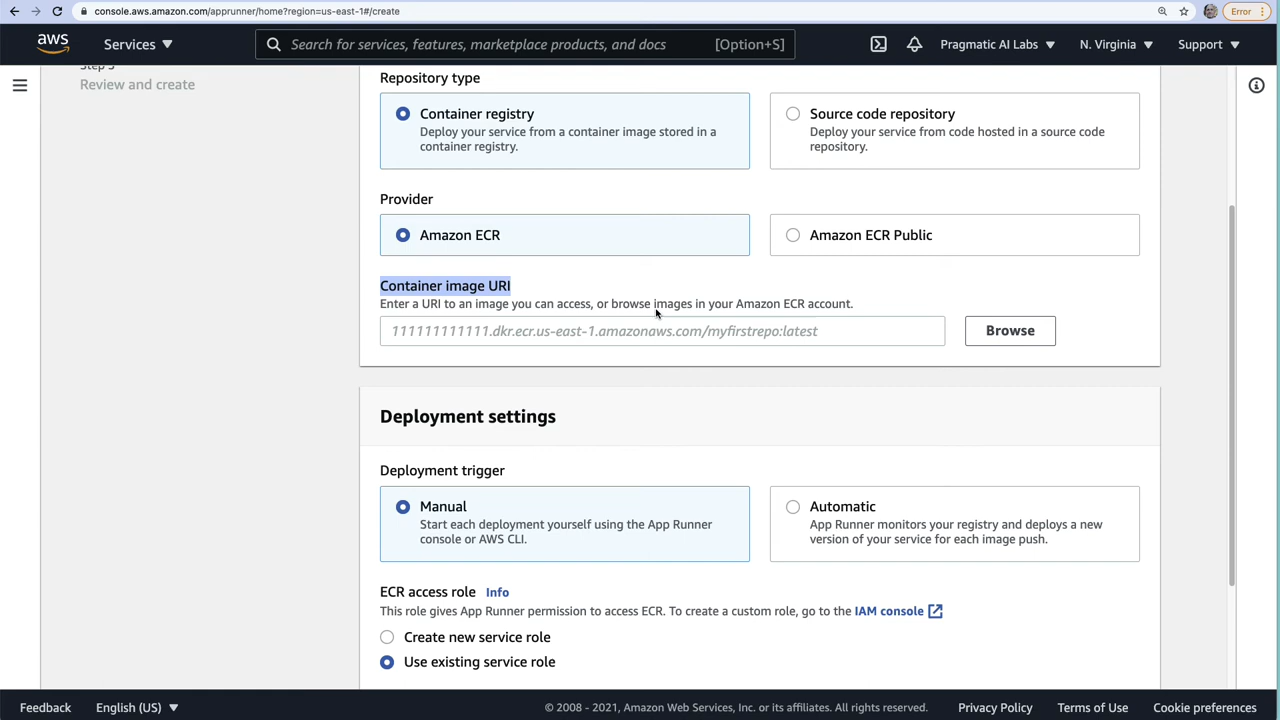 console.aws.amazon.com/apprunner/home?region=us-east-1#/create
Error
aws
Services
Search for services, features, marketplace products, and docs
[Option+S]
Pragmatic AI Labs
N. Virginia
Support
Step 3
Review and create
Repository type
Container registry
Deploy your service from a container image stored in a
container registry.
Source code repository
Deploy your service from code hosted in a source code
repository.
Provider
Amazon ECR
Amazon ECR Public
Container image URI
Enter a URI to an image you can access, or browse images in your Amazon ECR account.
111111111111.dkr.ecr.us-east-1.amazonaws.com/myfirstrepo:latest
Browse
Deployment settings
Deployment trigger
Manual
Start each deployment yourself using the App Runner
console or AWS CLI.
Automatic
App Runner monitors your registry and deploys a new
version of your service for each image push.
ECR access role Info
This role gives App Runner permission to access ECR. To create a custom role, go to the IAM console
Create new service role
Use existing service role
Feedback
English (US)
© 2008 - 2021, Amazon Web Services, Inc. or its affiliates. All rights reserved.
Privacy Policy
Terms of Use
Cookie preferences